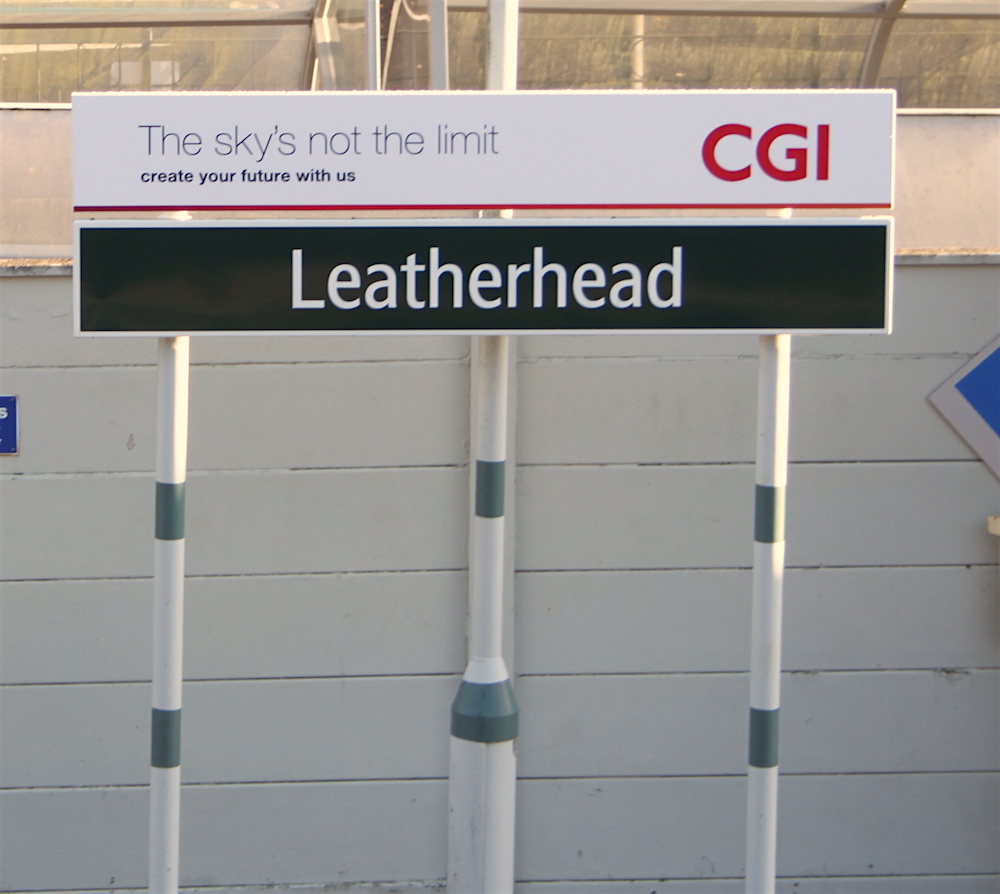 The sky's not the limit
create your future with us
CGI
Leatherhead